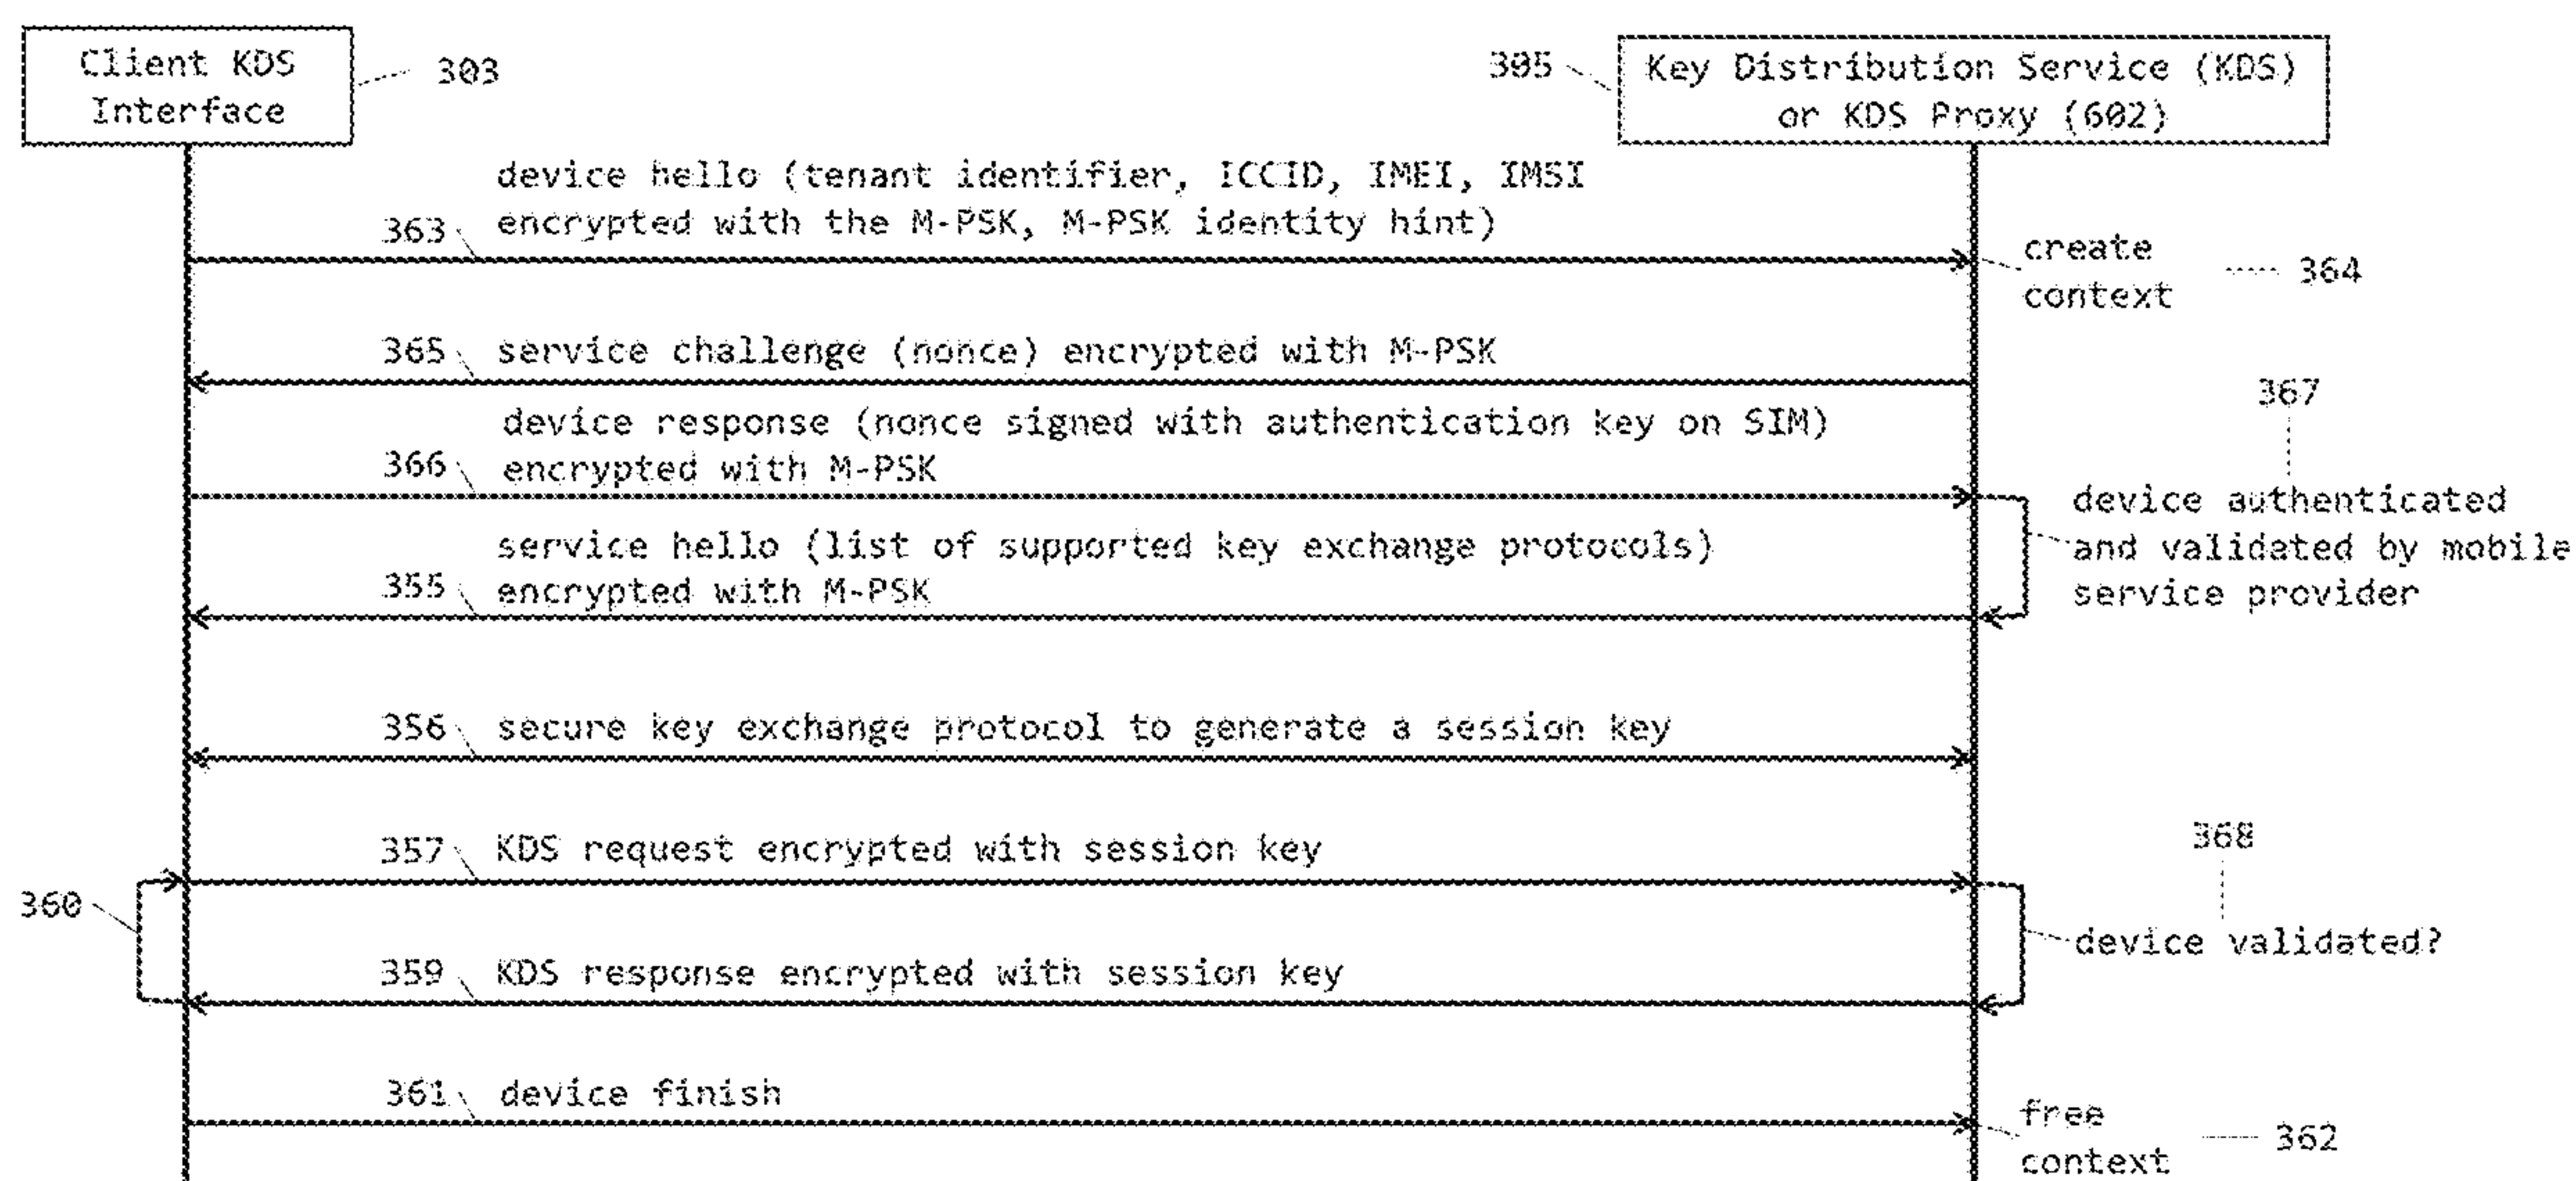 Client KDS
Interface
303
305
Key Distribution Service (KDS)
or KDS Proxy (602)
device hello (tenant identifier, ICCID, IMEI, IMSI
encrypted with the M-PSK, M-PSK identity hint)
363
create
context
364
365
service challenge (nonce) encrypted with M-PSK
367
device response (nonce signed with authentication key on SIM)
encrypted with M-PSK
366
device authenticated
and validated by mobile
service provider
service hello (list of supported key exchange protocols)
encrypted with M-PSK
355
356
secure key exchange protocol to generate a session key
357
KDS request encrypted with session key
368
360
device validated?
359
KDS response encrypted with session key
361
device finish
free
context
362